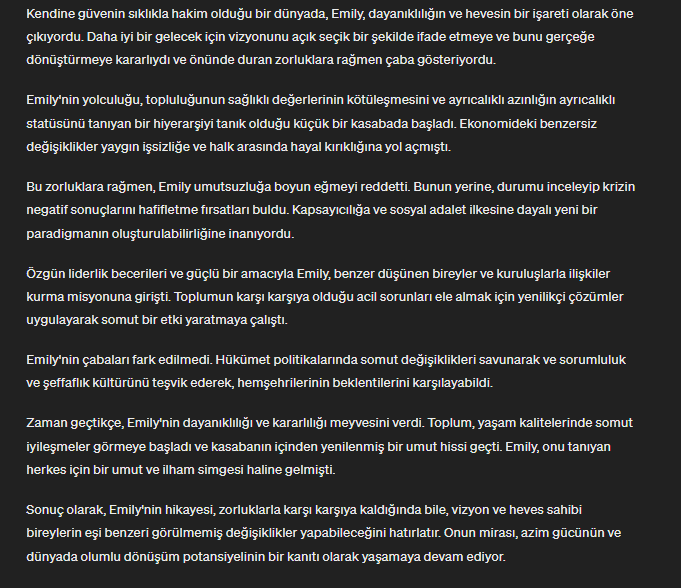 Kendine güvenin sıklıkla hakim olduğu bir dünyada, Emily, dayanıklılığın ve hevesin bir işareti olarak öne
çıkıyordu. Daha iyi bir gelecek için vizyonunu açık seçik bir şekilde ifade etmeye ve bunu gerçeğe
dönüştürmeye kararlıydı ve önünde duran zorluklara rağmen çaba gösteriyordu.
Emily'nin yolculuğu, topluluğunun sağlıklı değerlerinin kötüleşmesini ve ayrıcalıklı azınlığın ayrıcalıklı
statüsünü tanıyan bir hiyerarşiyi tanık olduğu küçük bir kasabada başladı. Ekonomideki benzersiz
değişiklikler yaygın işsizliğe ve halk arasında hayal kırıklığına yol açmıştı.
Bu zorluklara rağmen, Emily umutsuzluğa boyun eğmeyi reddetti. Bunun yerine, durumu inceleyip krizin
negatif sonuçlarını hafifletme fırsatları buldu. Kapsayıcılığa ve sosyal adalet ilkesine dayalı yeni bir
paradigmanın oluşturulabilirliğine inanıyordu.
Özgün liderlik becerileri ve güçlü bir amacıyla Emily, benzer düşünen bireyler ve kuruluşlarla ilişkiler
kurma misyonuna girişti. Toplumun karşı karşıya olduğu acil sorunları ele almak için yenilikçi çözümler
uygulayarak somut bir etki yaratmaya çalıştı.
Emily'nin çabaları fark edilmedi. Hükümet politikalarında somut değişiklikleri savunarak ve sorumluluk
ve şeffaflık kültürünü teşvik ederek, hemşehrilerinin beklentilerini karşılayabildi.
Zaman geçtikçe, Emily'nin dayanıklılığı ve kararlılığı meyvesini verdi. Toplum, yaşam kalitelerinde somut
iyileşmeler görmeye başladı ve kasabanın içinden yenilenmiş bir umut hissi geçti. Emily, onu tanıyan
herkes için bir umut ve ilham simgesi haline gelmişti.
Sonuç olarak, Emily'nin hikayesi, zorluklarla karşı karşıya kaldığında bile, vizyon ve heves sahibi
bireylerin eşi benzeri görülmemiş değişiklikler yapabileceğini hatırlatır. Onun mirası, azim gücünün ve
dünyada olumlu dönüşüm potansiyelinin bir kanıtı olarak yaşamaya devam ediyor.